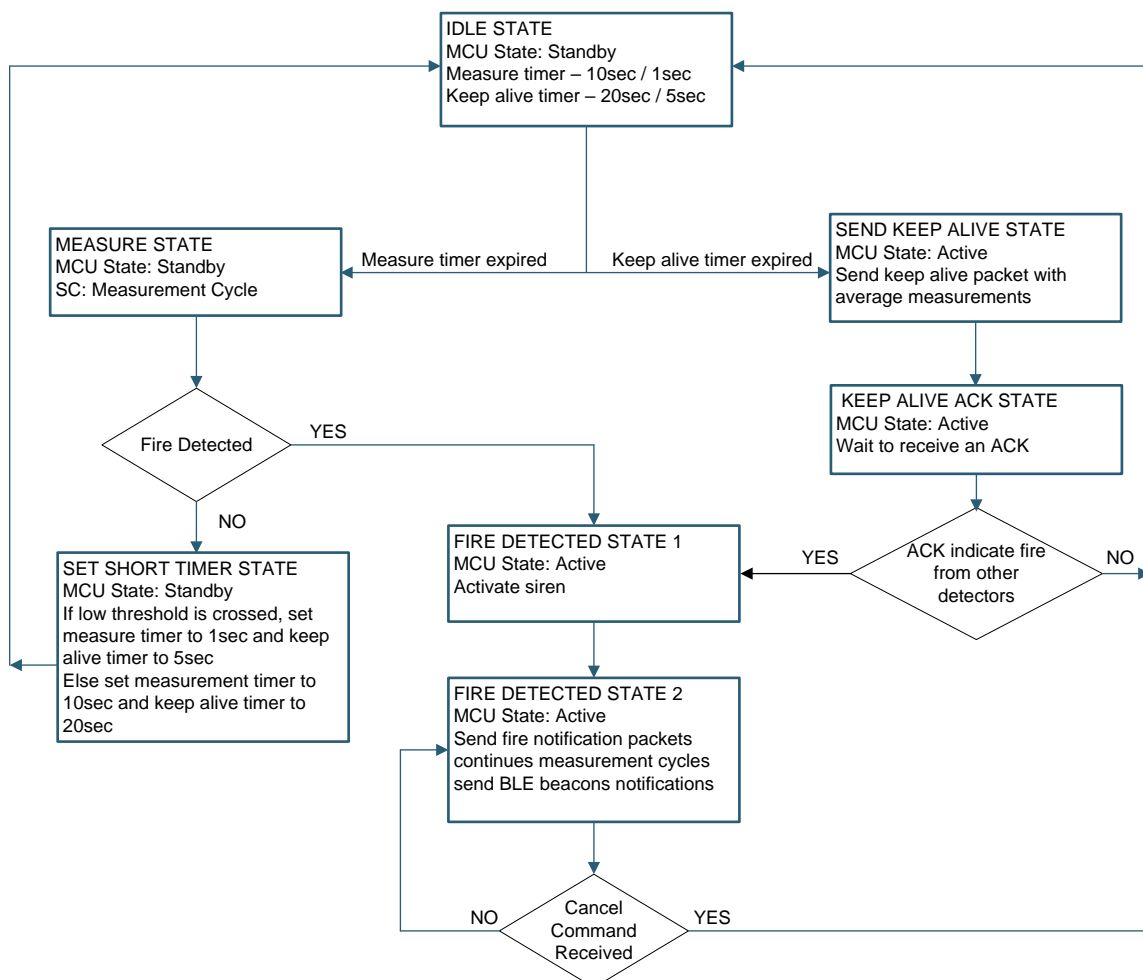 IDLE STATE
MCU State: Standby
Measure timer – 10sec / 1sec
Keep alive timer – 20sec / 5sec
MEASURE STATE
MCU State: Standby
SC: Measurement Cycle
Measure timer expired
Keep alive timer expired
SEND KEEP ALIVE STATE
MCU State: Active
Send keep alive packet with
average measurements
KEEP ALIVE ACK STATE
MCU State: Active
Wait to receive an ACK
Fire Detected
YES
NO
SET SHORT TIMER STATE
MCU State: Standby
If low threshold is crossed, set
measure timer to 1sec and keep
alive timer to 5sec
Else set measurement timer to
10sec and keep alive timer to
20sec
FIRE DETECTED STATE 1
MCU State: Active
Activate siren
YES
ACK indicate fire
from other
detectors
NO
FIRE DETECTED STATE 2
MCU State: Active
Send fire notification packets
continues measurement cycles
send BLE beacons notifications
NO
Cancel
Command
Received
YES